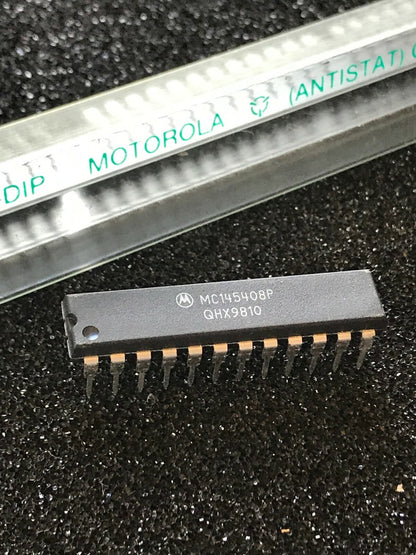 -DIP MOTOROLA (ANTISTAT)
MC145408P
QHX9810